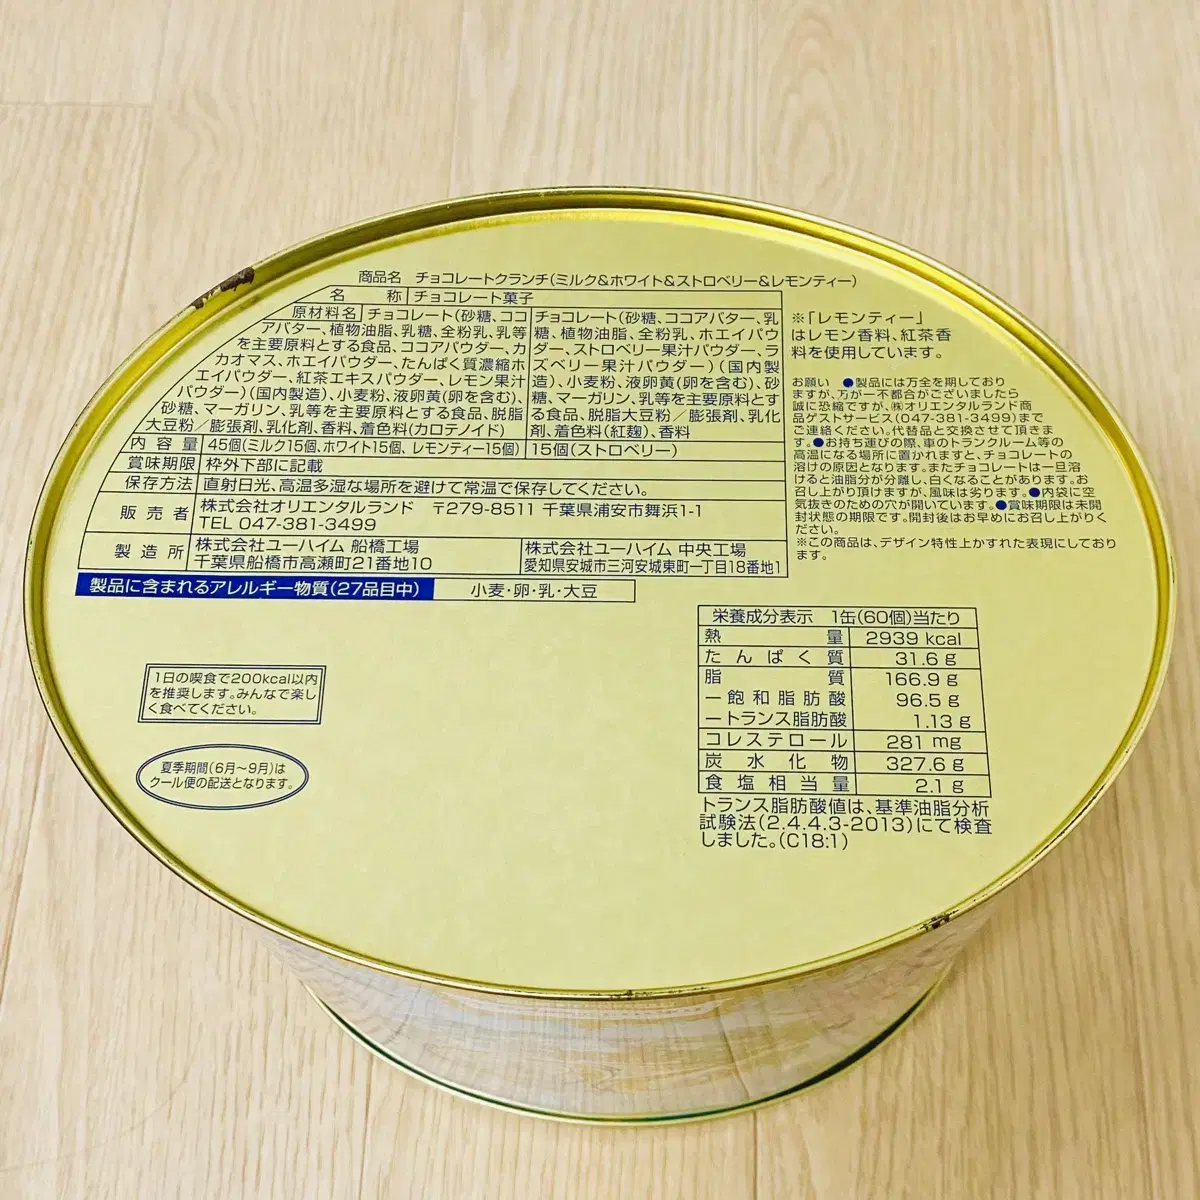 商品名 チョコレートクランチ(ミルク&ホワイト&ストロベリー&レモンティー)
名 称 チョコレート菓子
原材料名 チョコレート(砂糖、ココ
アバター、植物油脂、乳糖、全粉乳、乳等
を主要原料とする食品、ココアパウダー、カ
カオマス、ホエイパウダー、たんぱく質濃縮ホ
エイパウダー、紅茶エキスパウダー、レモン果汁
パウダー)(国内製造)、小麦粉、液卵黄(卵を含む)、
砂糖、マーガリン、乳等を主要原料とする食品、脱脂
大豆粉/膨張剤、乳化剤、香料、着色料(カロテノイド)
チョコレート(砂糖、ココアバター、乳
糖、植物油脂、全粉乳、ホエイパウ
ダー、ストロベリー果汁パウダー、ラ
ズベリー果汁パウダー)(国内製
造)、小麦粉、液卵黄(卵を含む)、砂
糖、マーガリン、乳等を主要原料とす
る食品、脱脂大豆粉/膨張剤、乳化
剤、着色料(紅麹)、香料
内 容 量 45個(ミルク15個、ホワイト15個、レモンティー15個) 15個(ストロベリー)
賞味期限 枠外下部に記載
保存方法 直射日光、高温多湿な場所を避けて常温で保存してください。
販 売 者 株式会社オリエンタルランド 〒279-8511 千葉県浦安市舞浜1-1
TEL 047-381-3499
製 造 所 株式会社ユーハイム 船橋工場
千葉県船橋市高瀬町21番地10
株式会社ユーハイム 中央工場
愛知県安城市三河安城東町一丁目18番地1
製品に含まれるアレルギー物質(27品目中) 小麦・卵・乳・大豆
※「レモンティー」
はレモン香料、紅茶香
料を使用しています。
お願い ●製品には万全を期しており
ますが、万が一不都合がございましたら
誠に恐縮ですが、㈱オリエンタルランド商
品ゲストサービス(047-381-3499)まで
ご連絡ください。代替品と交換させて頂きま
す。●お持ち運びの際、車のトランクルーム等の
高温になる場所に置かれますと、チョコレートの
溶けの原因となります。またチョコレートは一旦溶
けると油脂分が分離し、白くなることがあります。お
召し上がり頂けますが、風味は劣ります。●内袋に空
気抜きのための穴が開いています。●賞味期限は未開
封状態の期限です。開封後はお早めにお召し上がりく
ださい。
※この商品は、デザイン特性上かすれた表現にしており
ます。
1日の喫食で200kcal以内
を推奨します。みんなで楽し
く食べてください。
夏季期間(6月〜9月)は
クール便の配送となります。
栄養成分表示 1缶(60個)当たり
熱 量 2939 kcal
たんぱく質 31.6 g
脂 質 166.9 g
ー飽和脂肪酸 96.5 g
ートランス脂肪酸 1.13 g
コレステロール 281 mg
炭水化物 327.6 g
食塩相当量 2.1 g
トランス脂肪酸値は、基準油脂分析
試験法(2.4.4.3-2013)にて検査
しました。(C18:1)